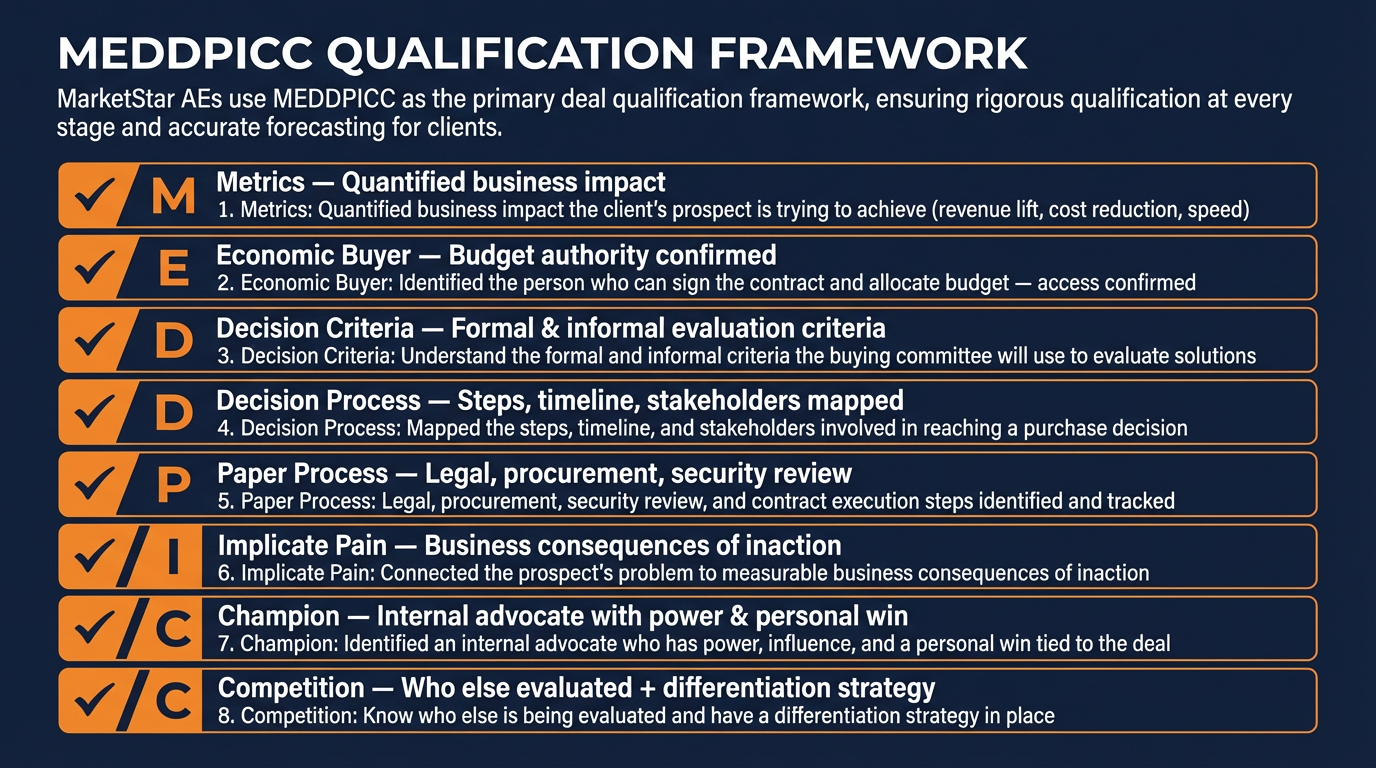 MEDDPICC QUALIFICATION FRAMEWORK
MarketStar AEs use MEDDPICC as the primary deal qualification framework, ensuring rigorous qualification at every
stage and accurate forecasting for clients.
M
Metrics — Quantified business impact
1. Metrics: Quantified business impact the client's prospect is trying to achieve (revenue lift, cost reduction, speed)
E
Economic Buyer — Budget authority confirmed
2. Economic Buyer: Identified the person who can sign the contract and allocate budget — access confirmed
D
Decision Criteria — Formal & informal evaluation criteria
3. Decision Criteria: Understand the formal and informal criteria the buying committee will use to evaluate solutions
D
Decision Process — Steps, timeline, stakeholders mapped
4. Decision Process: Mapped the steps, timeline, and stakeholders involved in reaching a purchase decision
P
Paper Process — Legal, procurement, security review
5. Paper Process: Legal, procurement, security review, and contract execution steps identified and tracked
I
Implicate Pain — Business consequences of inaction
6. Implicate Pain: Connected the prospect's problem to measurable business consequences of inaction
C
Champion — Internal advocate with power & personal win
7. Champion: Identified an internal advocate who has power, influence, and a personal win tied to the deal
C
Competition — Who else evaluated + differentiation strategy
8. Competition: Know who else is being evaluated and have a differentiation strategy in place